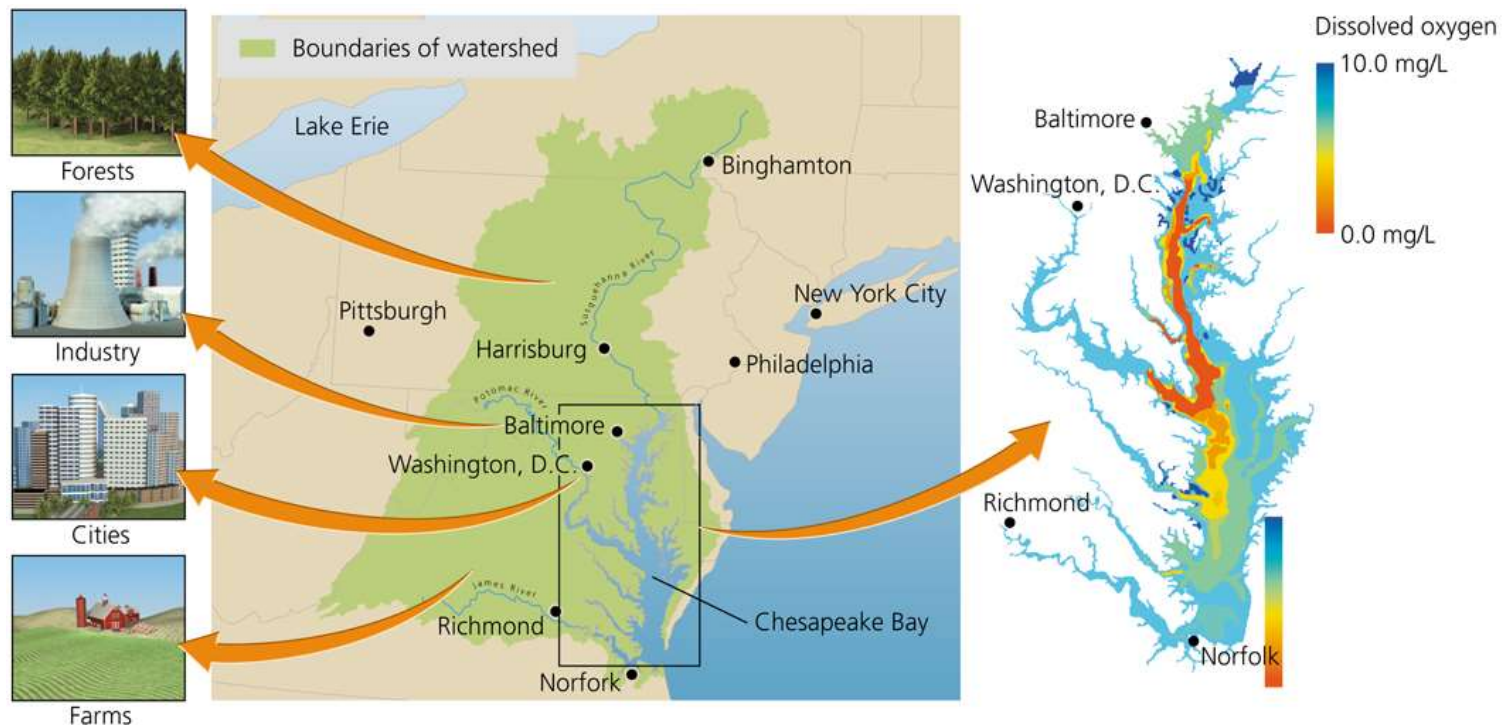 Forests
Industry
Cities
Farms
Boundaries of watershed
Lake Erie
Binghamton
Susquehanna River
Pittsburgh
New York City
Harrisburg
Philadelphia
Potomac River
Baltimore
Washington, D.C.
James River
Richmond
Chesapeake Bay
Norfork
Dissolved oxygen
10.0 mg/L
0.0 mg/L
Baltimore
Washington, D.C.
Richmond
Norfolk